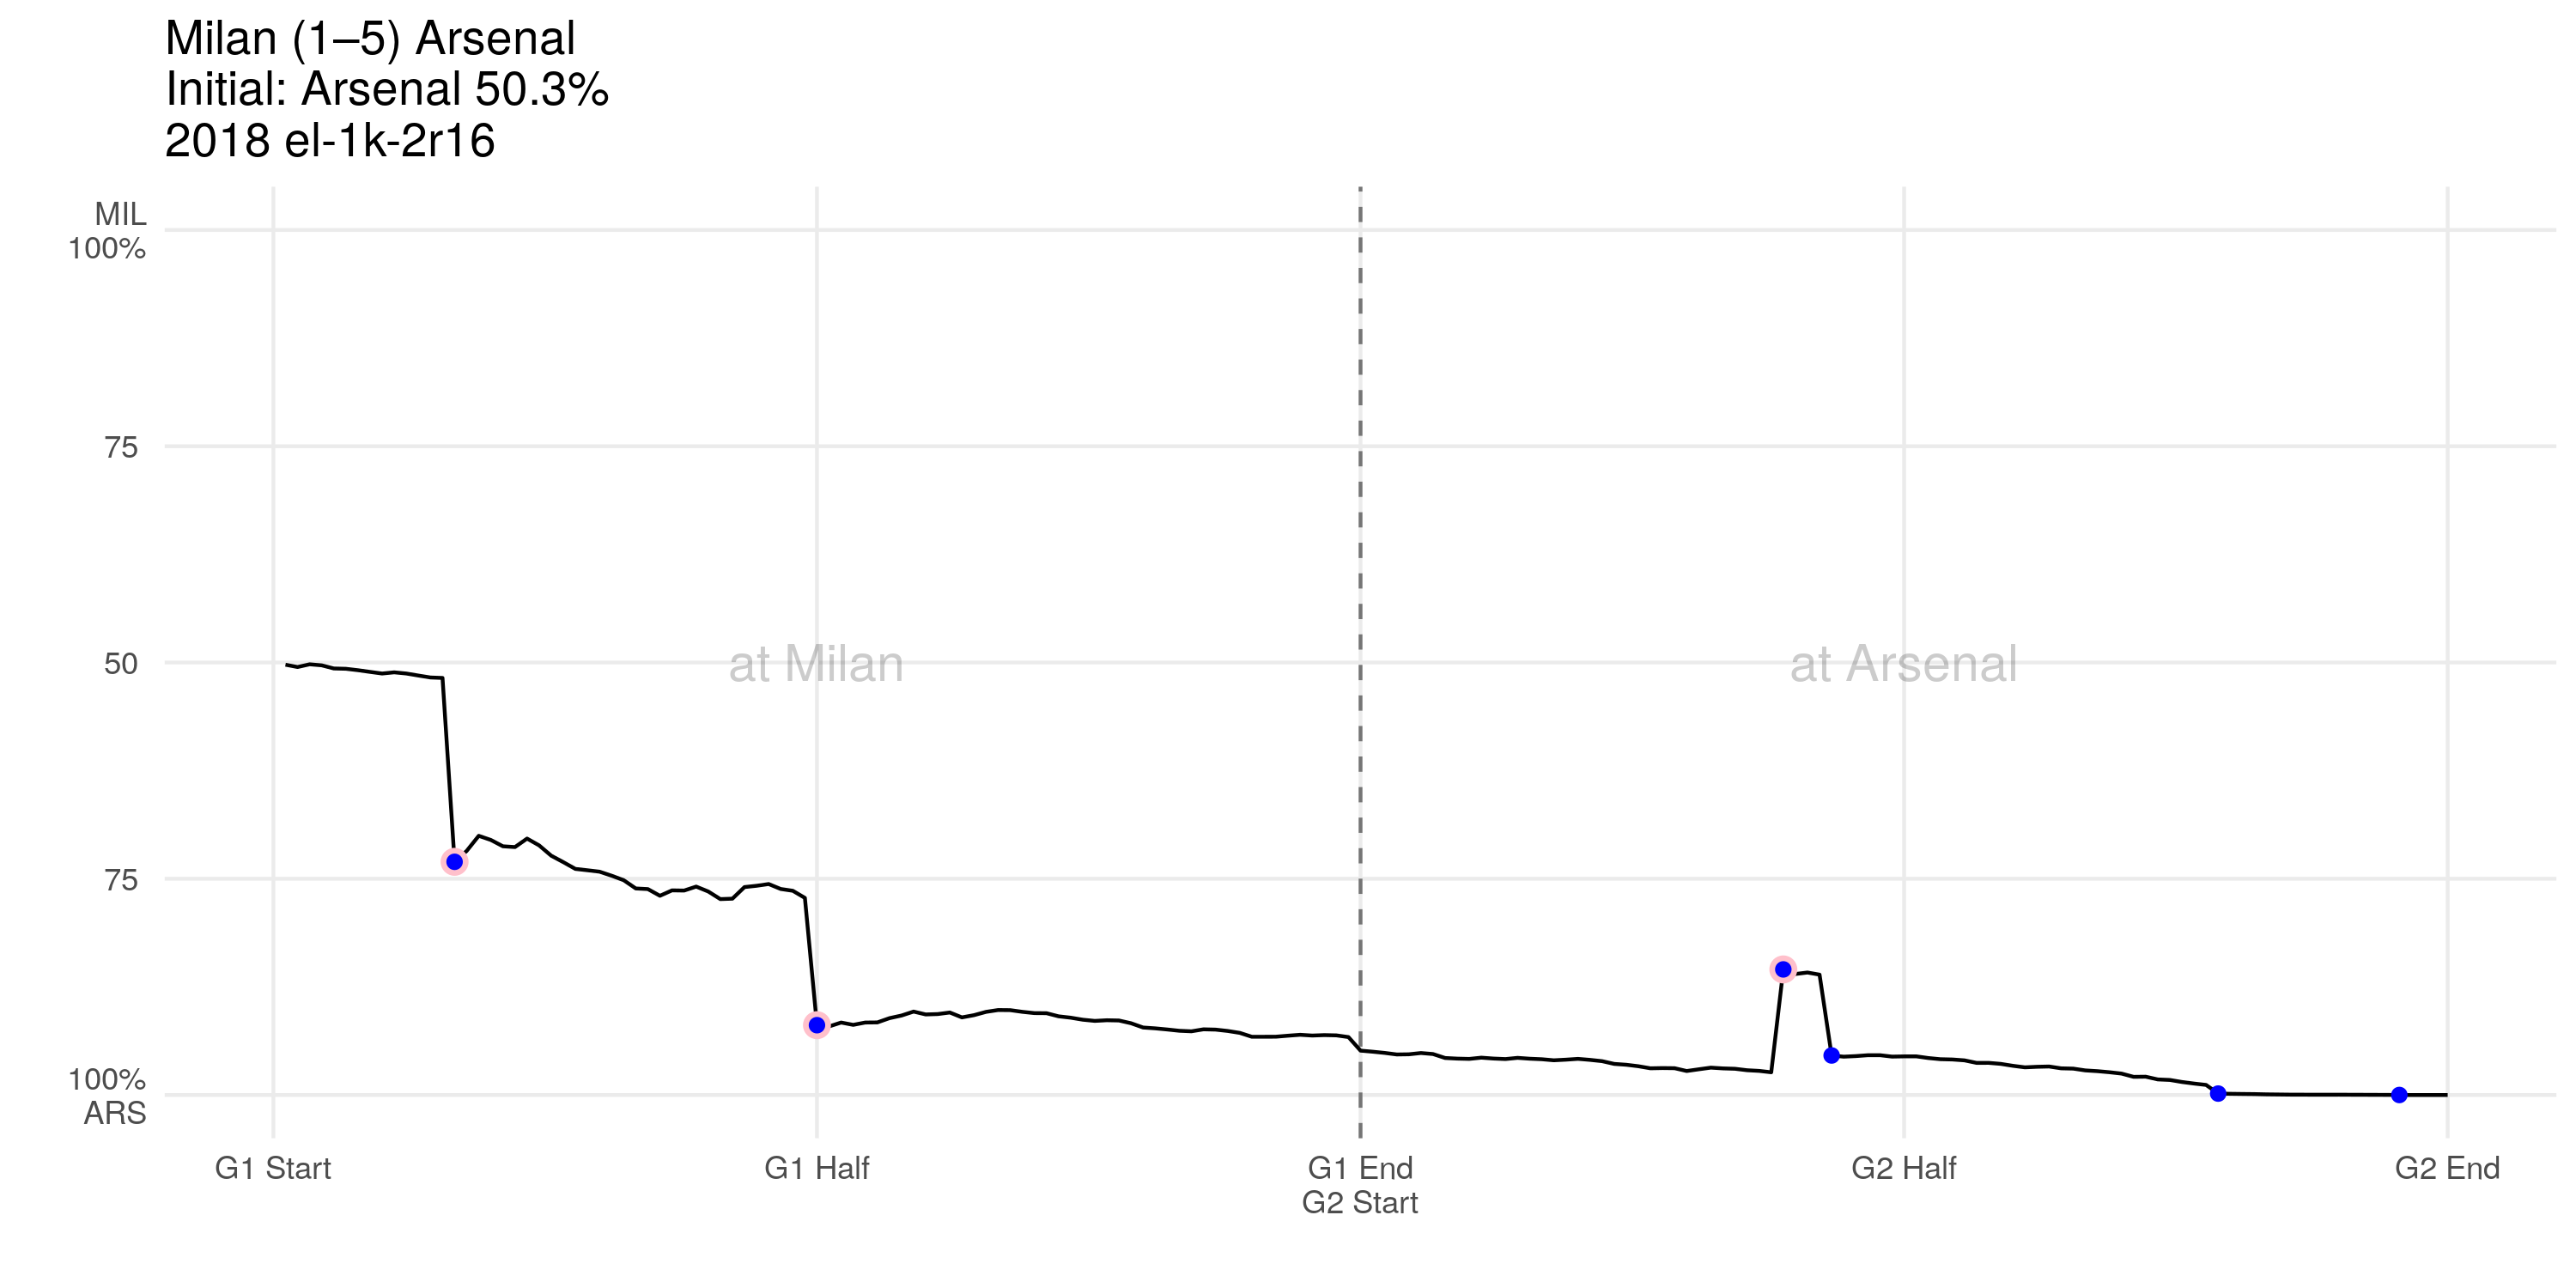 Milan (1–5) Arsenal
Initial: Arsenal 50.3%
2018 el-1k-2r16
MIL
100%
75
50
75
100%
ARS
at Milan
at Arsenal
G1 Start
G1 Half
G1 End
G2 Start
G2 Half
G2 End